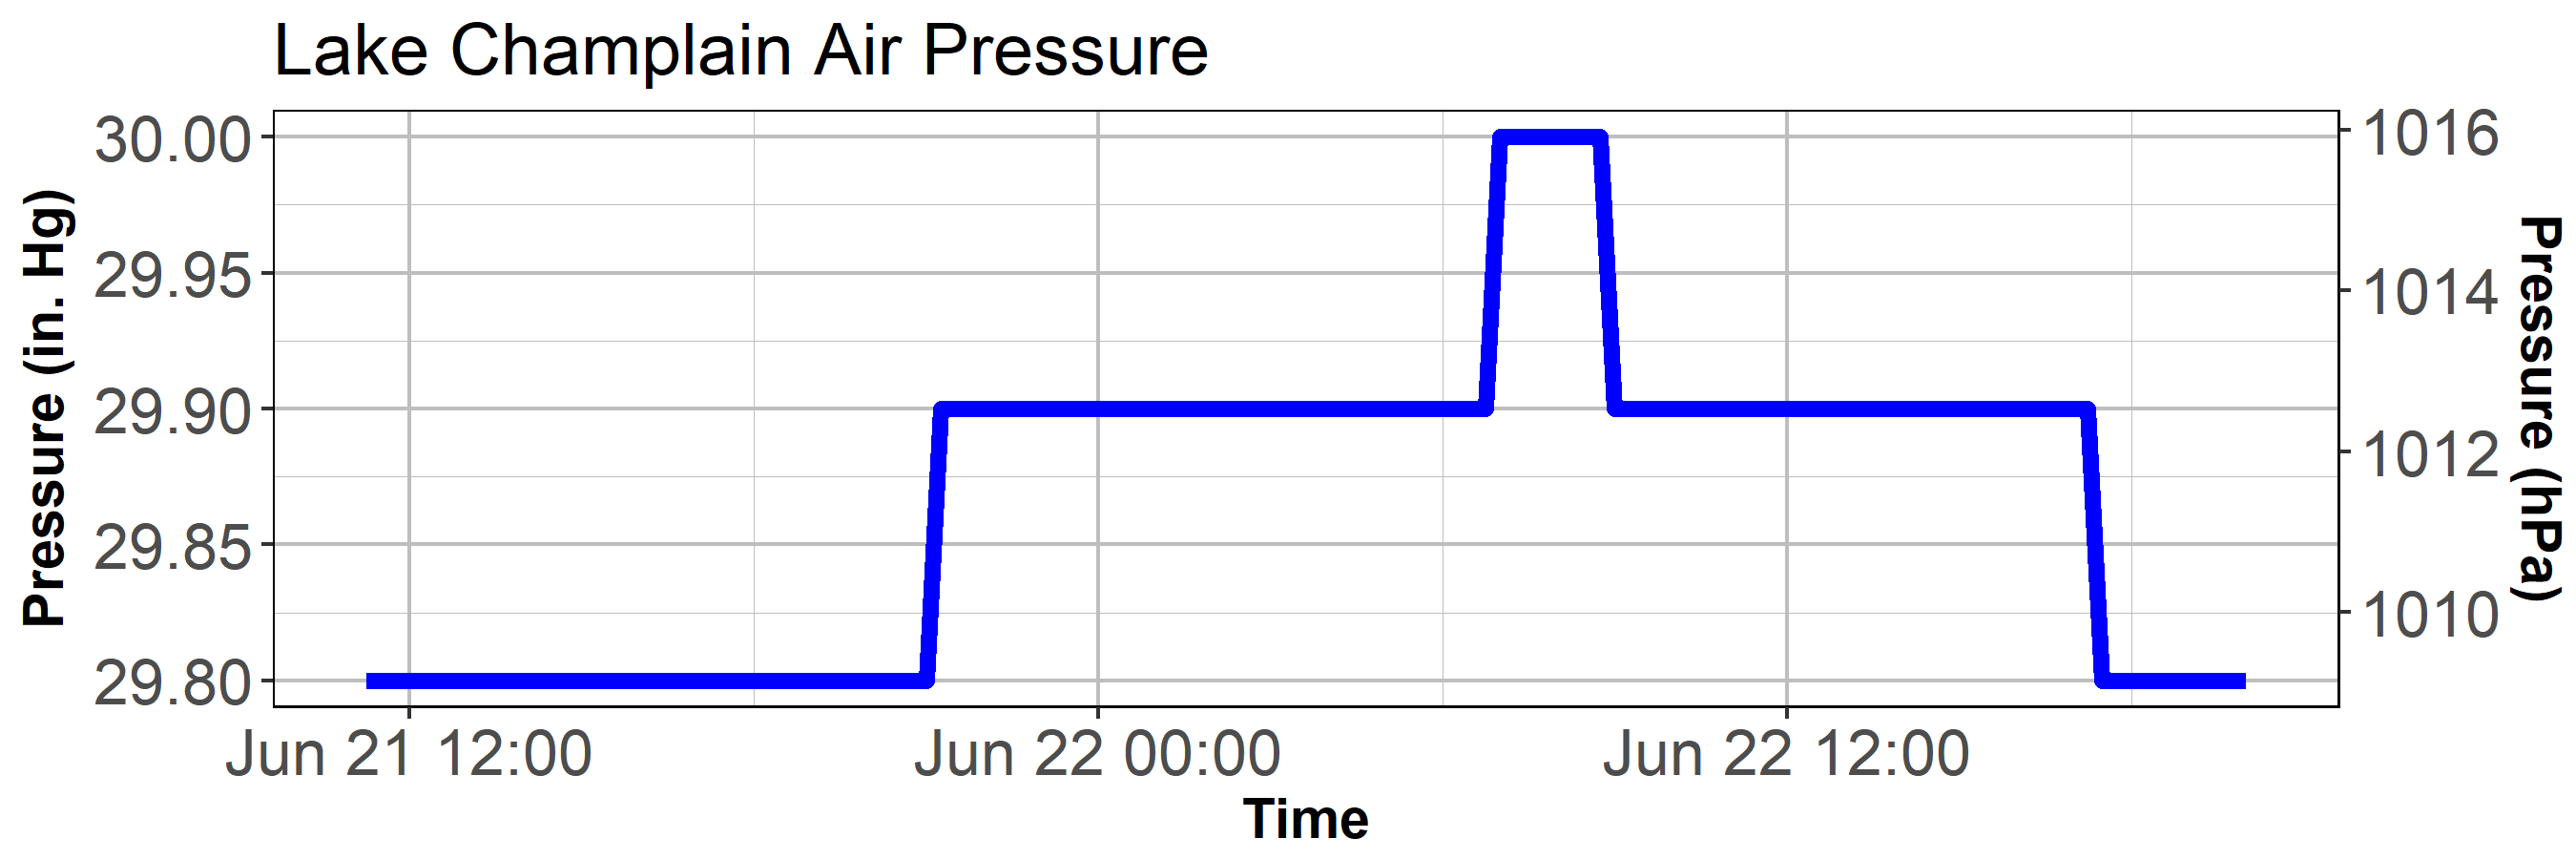 Lake Champlain Air Pressure
30.00
29.95
29.90
29.85
29.80
Pressure (in. Hg)
1016
1014
1012
1010
Pressure (hPa)
Jun 21 12:00
Jun 22 00:00
Jun 22 12:00
Time